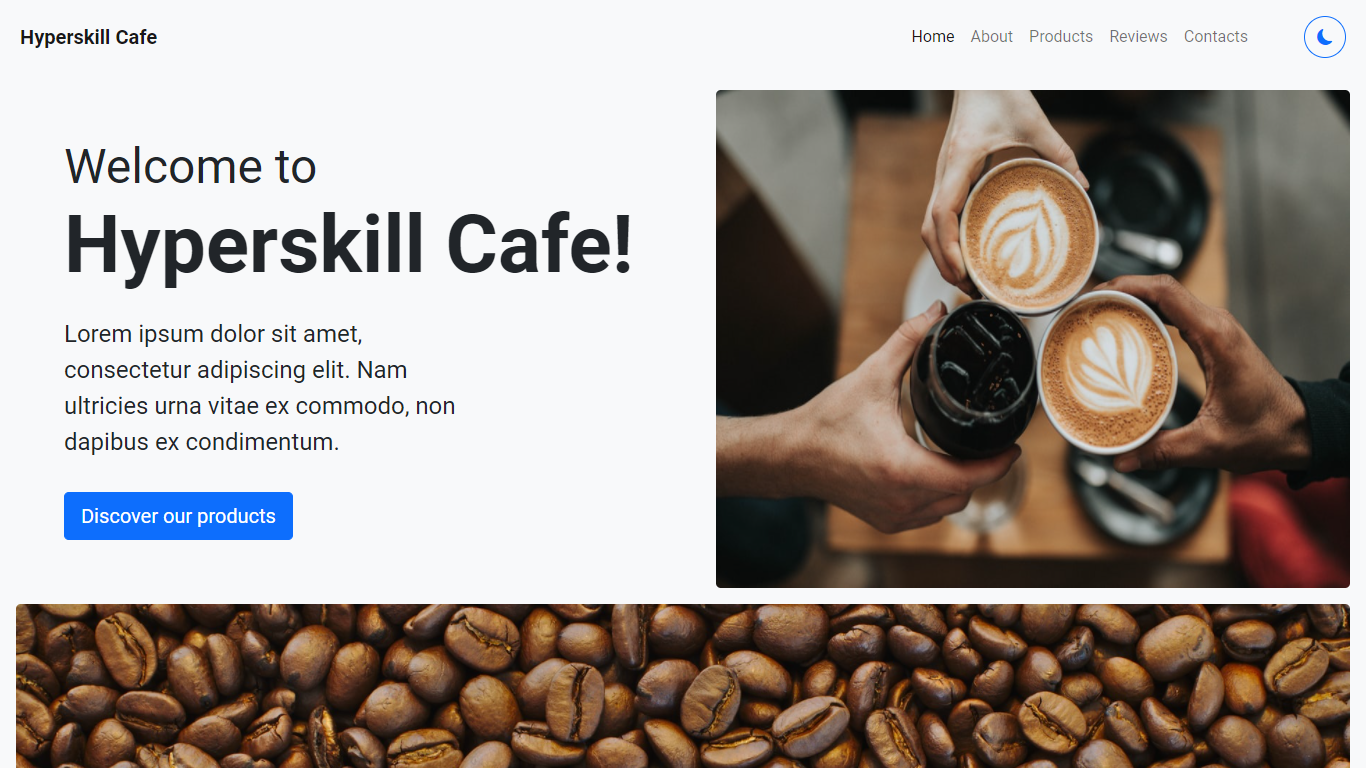 Hyperskill Cafe
Home About Products Reviews Contacts
Welcome to
Hyperskill Cafe!
Lorem ipsum dolor sit amet,
consectetur adipiscing elit. Nam
ultricies urna vitae ex commodo, non
dapibus ex condimentum.
Discover our products